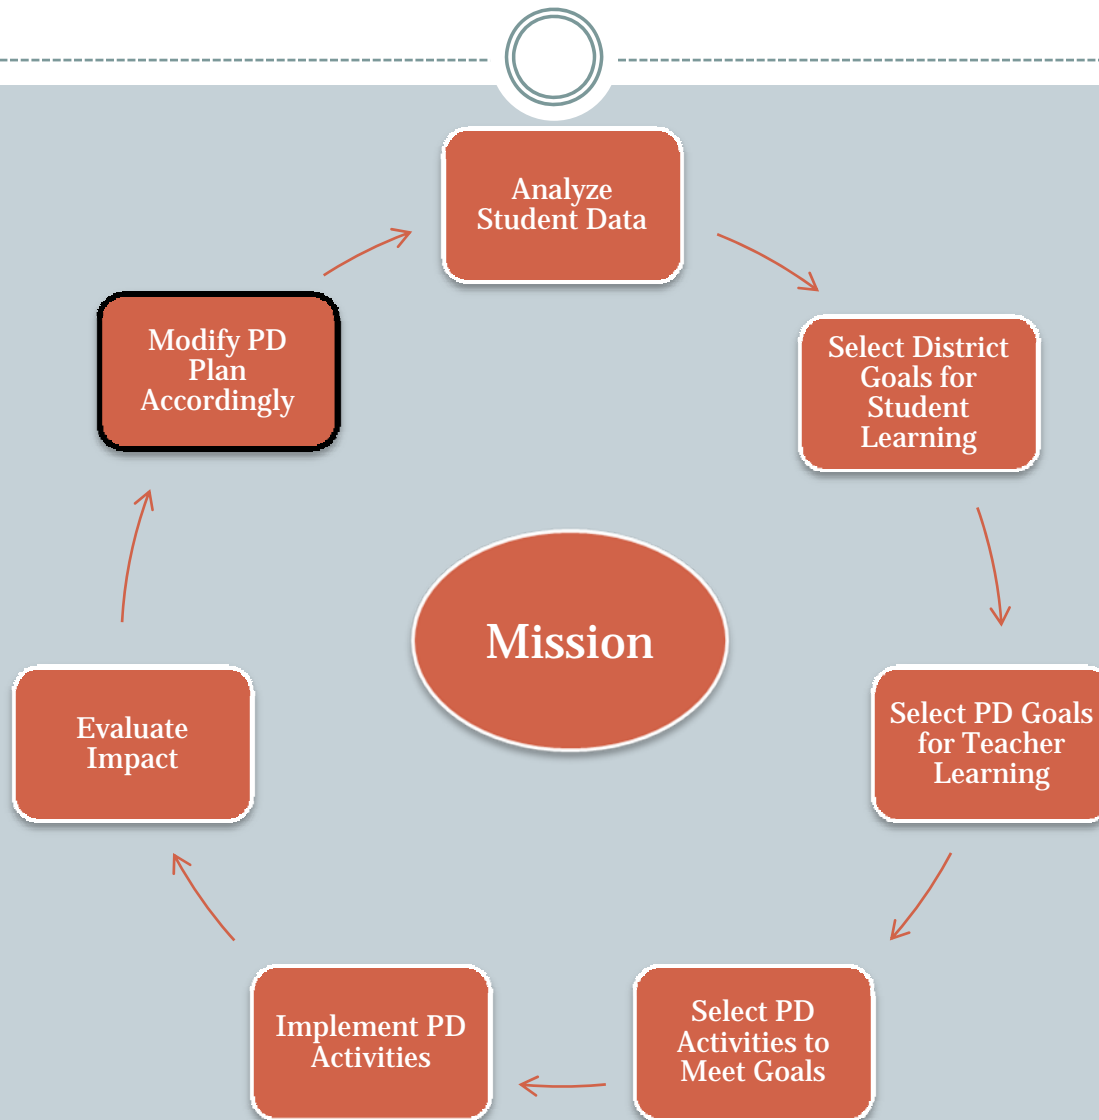 Analyze
Student Data
Select District
Goals for
Student
Learning
Select PD Goals
for Teacher
Learning
Select PD
Activities to
Meet Goals
Implement PD
Activities
Evaluate
Impact
Modify PD
Plan
Accordingly
Mission